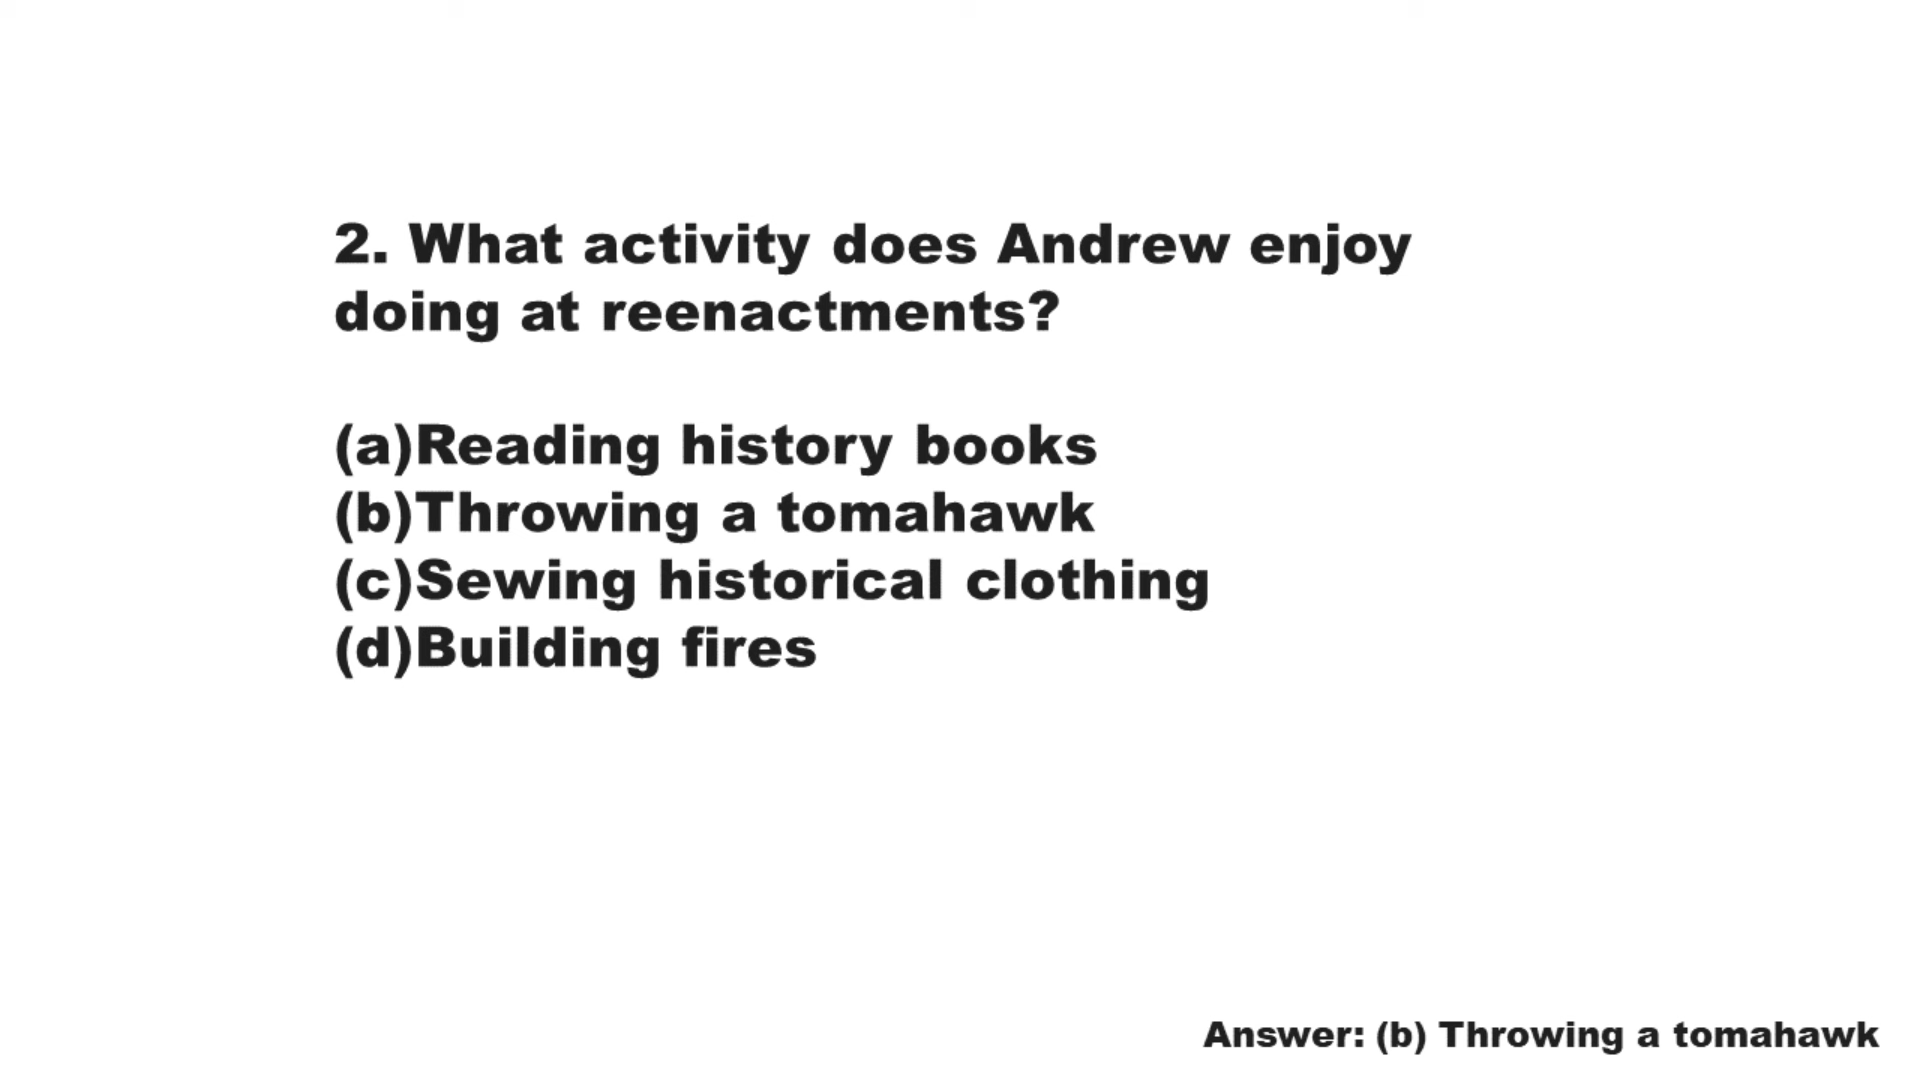 2. What activity does Andrew enjoy
doing at reenactments?
(a)Reading history books
(b)Throwing a tomahawk
(c)Sewing historical clothing
(d)Building fires
Answer: (b) Throwing a tomahawk